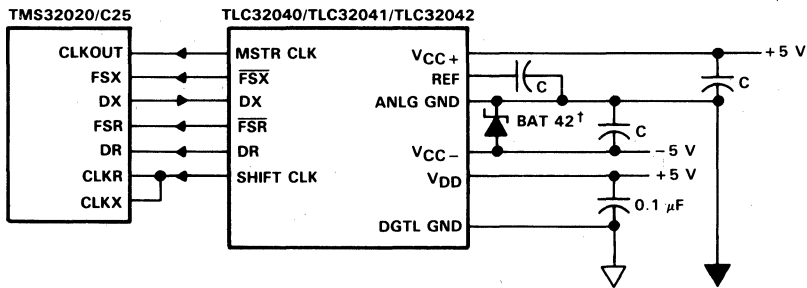 TMS32020/C25
TLC32040/TLC32041/TLC32042
CLKOUT
MSTR CLK
VCC+
+5 V
FSX
FSX
REF
C
C
DX
DX
ANLG GND
FSR
FSR
BAT 42†
C
DR
DR
VCC-
-5 V
CLKR
SHIFT CLK
VDD
+5 V
CLKX
0.1 μF
DGTL GND